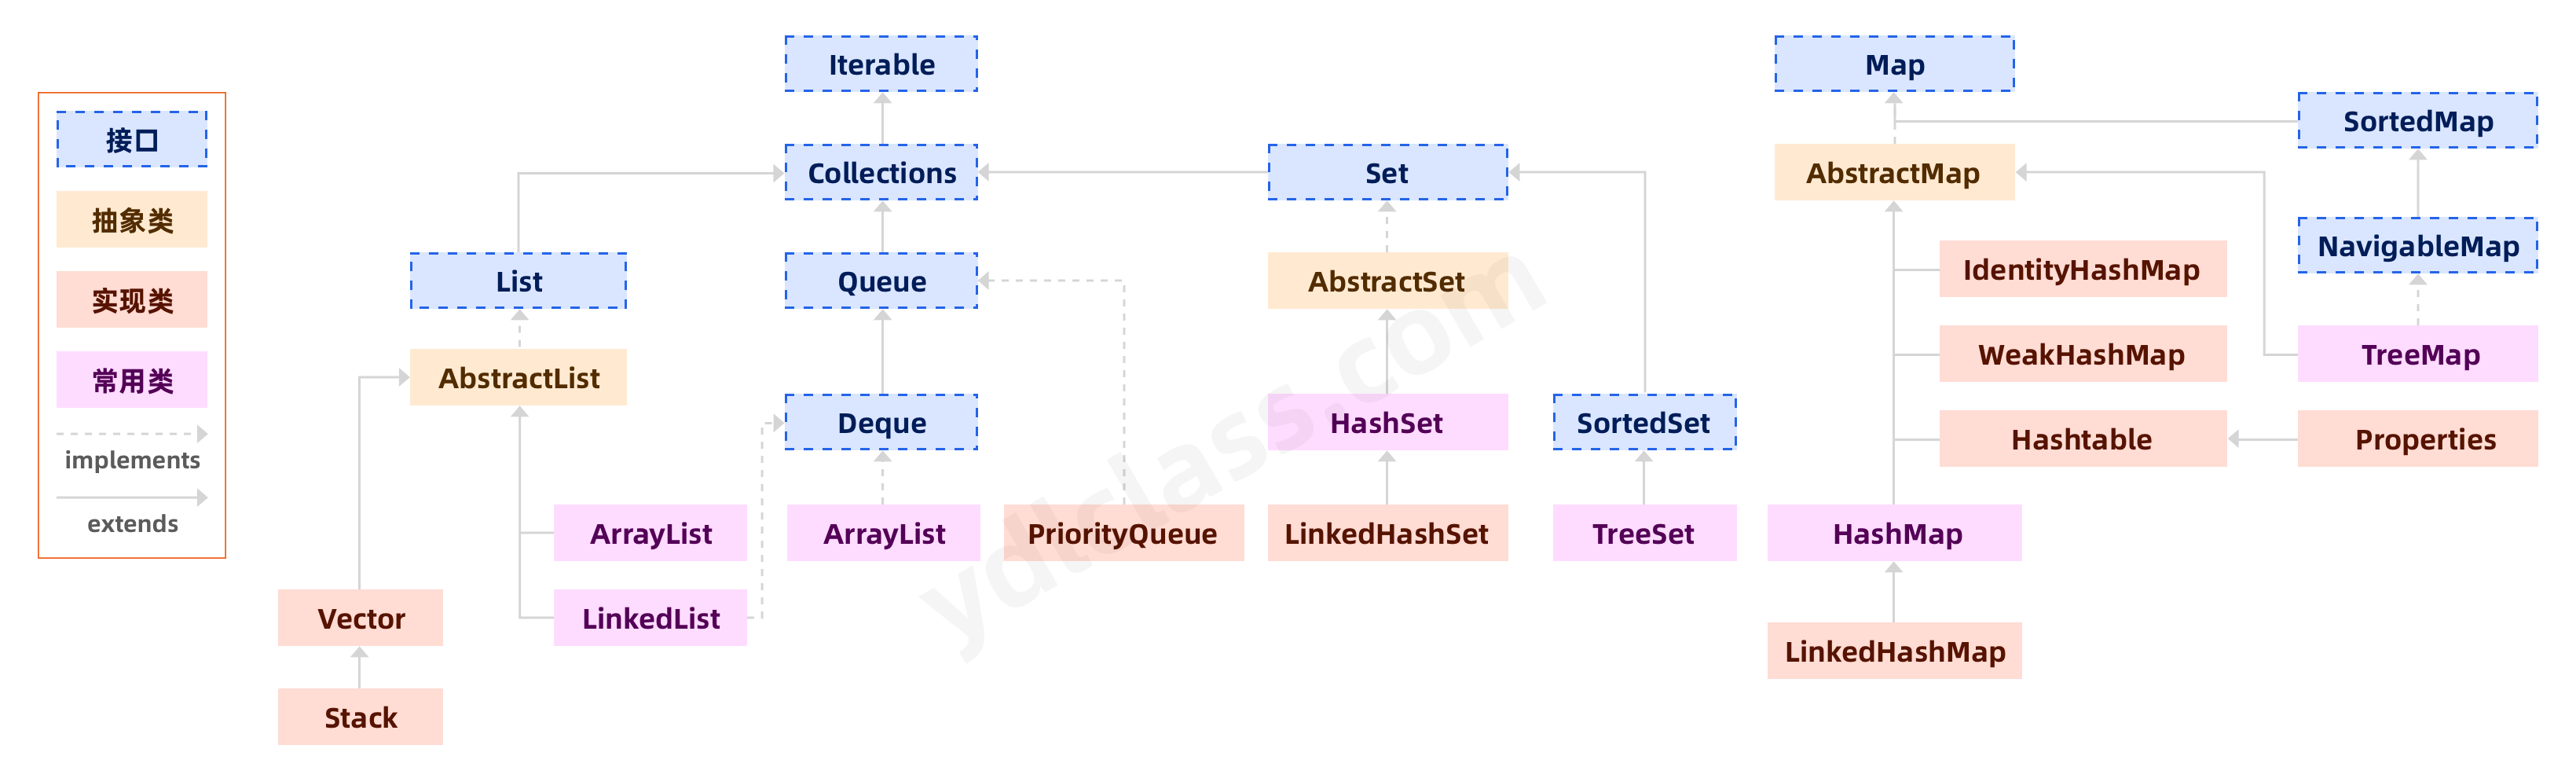 接口
抽象类
实现类
常用类
implements
extends
Iterable
Map
SortedMap
Collections
Set
AbstractMap
List
Queue
AbstractSet
IdentityHashMap
NavigableMap
AbstractList
WeakHashMap
TreeMap
Deque
HashSet
SortedSet
Hashtable
Properties
ArrayList
ArrayList
PriorityQueue
LinkedHashSet
TreeSet
HashMap
Vector
LinkedList
LinkedHashMap
Stack
ydlclass.com